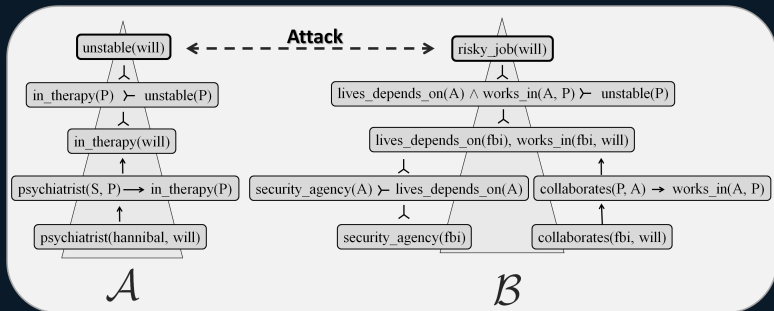 Attack
unstable(will)
risky_job(will)
in_therapy(P) ⤚ unstable(P)
lives_depends_on(A) ∧ works_in(A, P) ⤚ unstable(P)
in_therapy(will)
lives_depends_on(fbi), works_in(fbi, will)
psychiatrist(S, P) → in_therapy(P)
security_agency(A) ⤚ lives_depends_on(A)
collaborates(P, A) → works_in(A, P)
psychiatrist(hannibal, will)
security_agency(fbi)
collaborates(fbi, will)
𝒜
ℬ